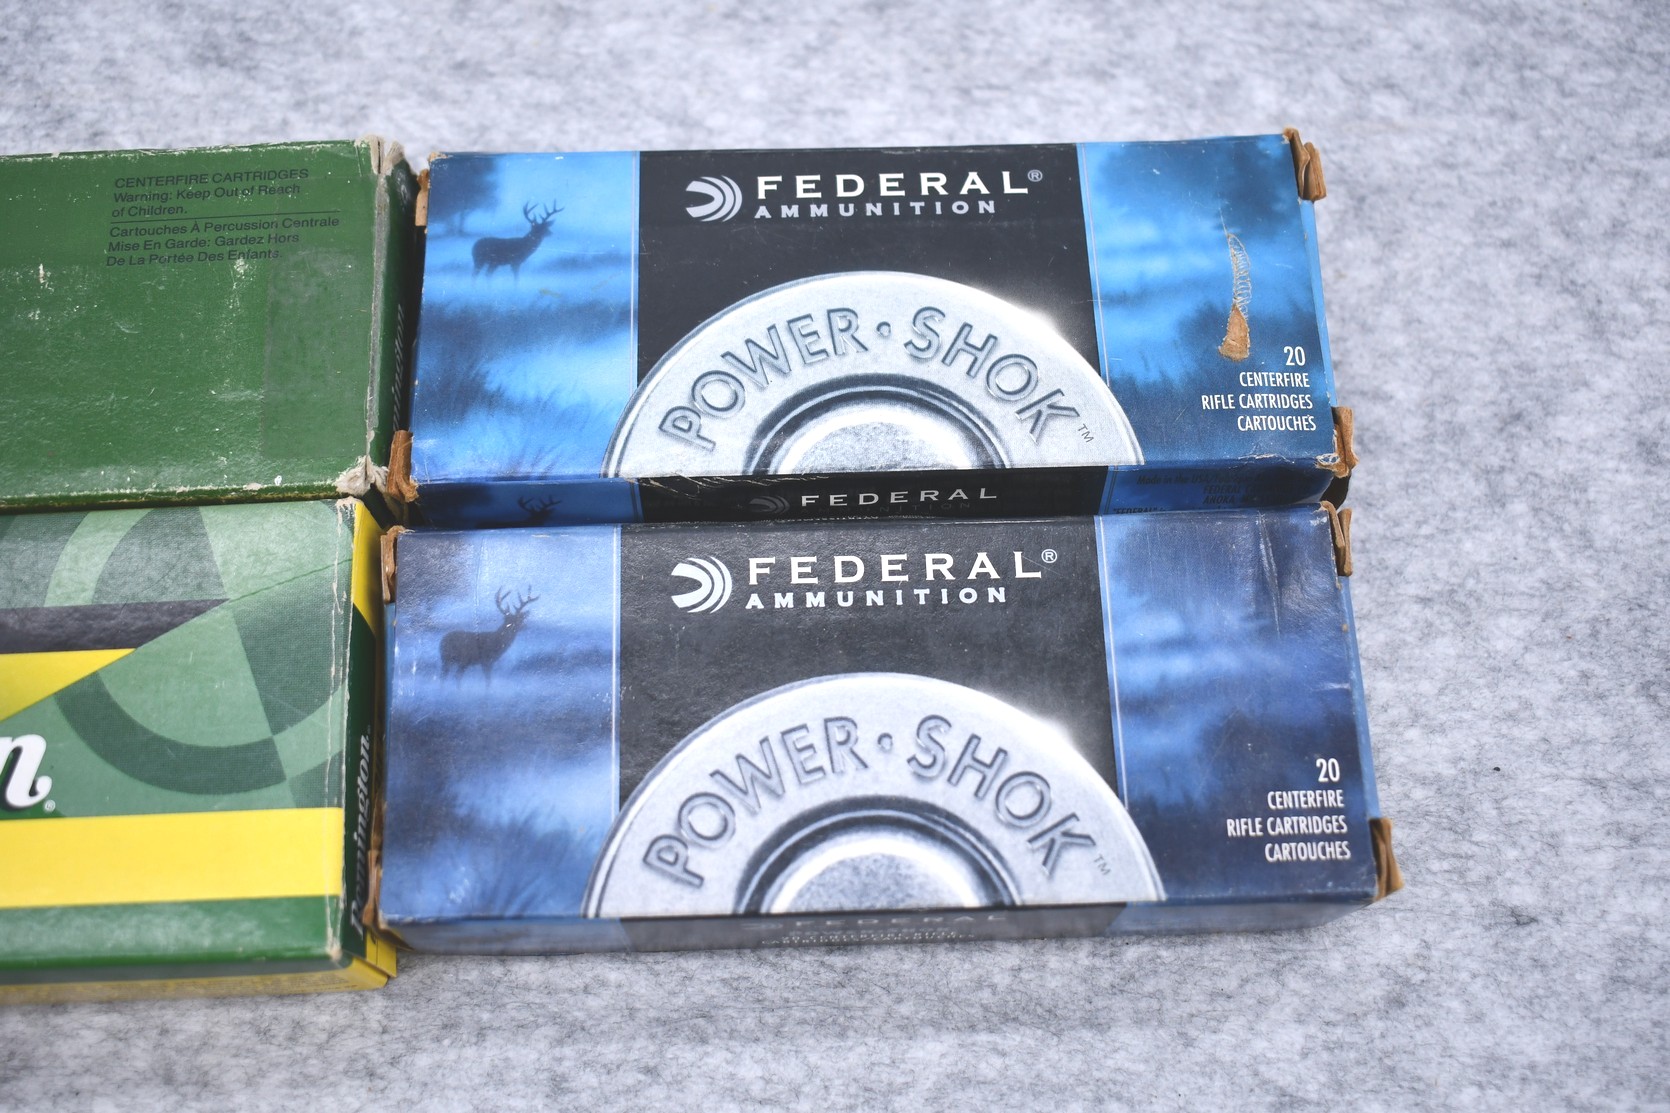 CENTERFIRE CARTRIDGES
Warning: Keep Out of Reach
of Children.
Cartouches À Percussion Centrale
Mise En Garde: Gardez Hors
De La Portée Des Enfants.
n®
Remington
FEDERAL®
AMMUNITION
POWER·SHOK™
20
CENTERFIRE
RIFLE CARTRIDGES
CARTOUCHES
FEDERAL
FEDERAL®
AMMUNITION
POWER·SHOK™
20
CENTERFIRE
RIFLE CARTRIDGES
CARTOUCHES
FEDERAL